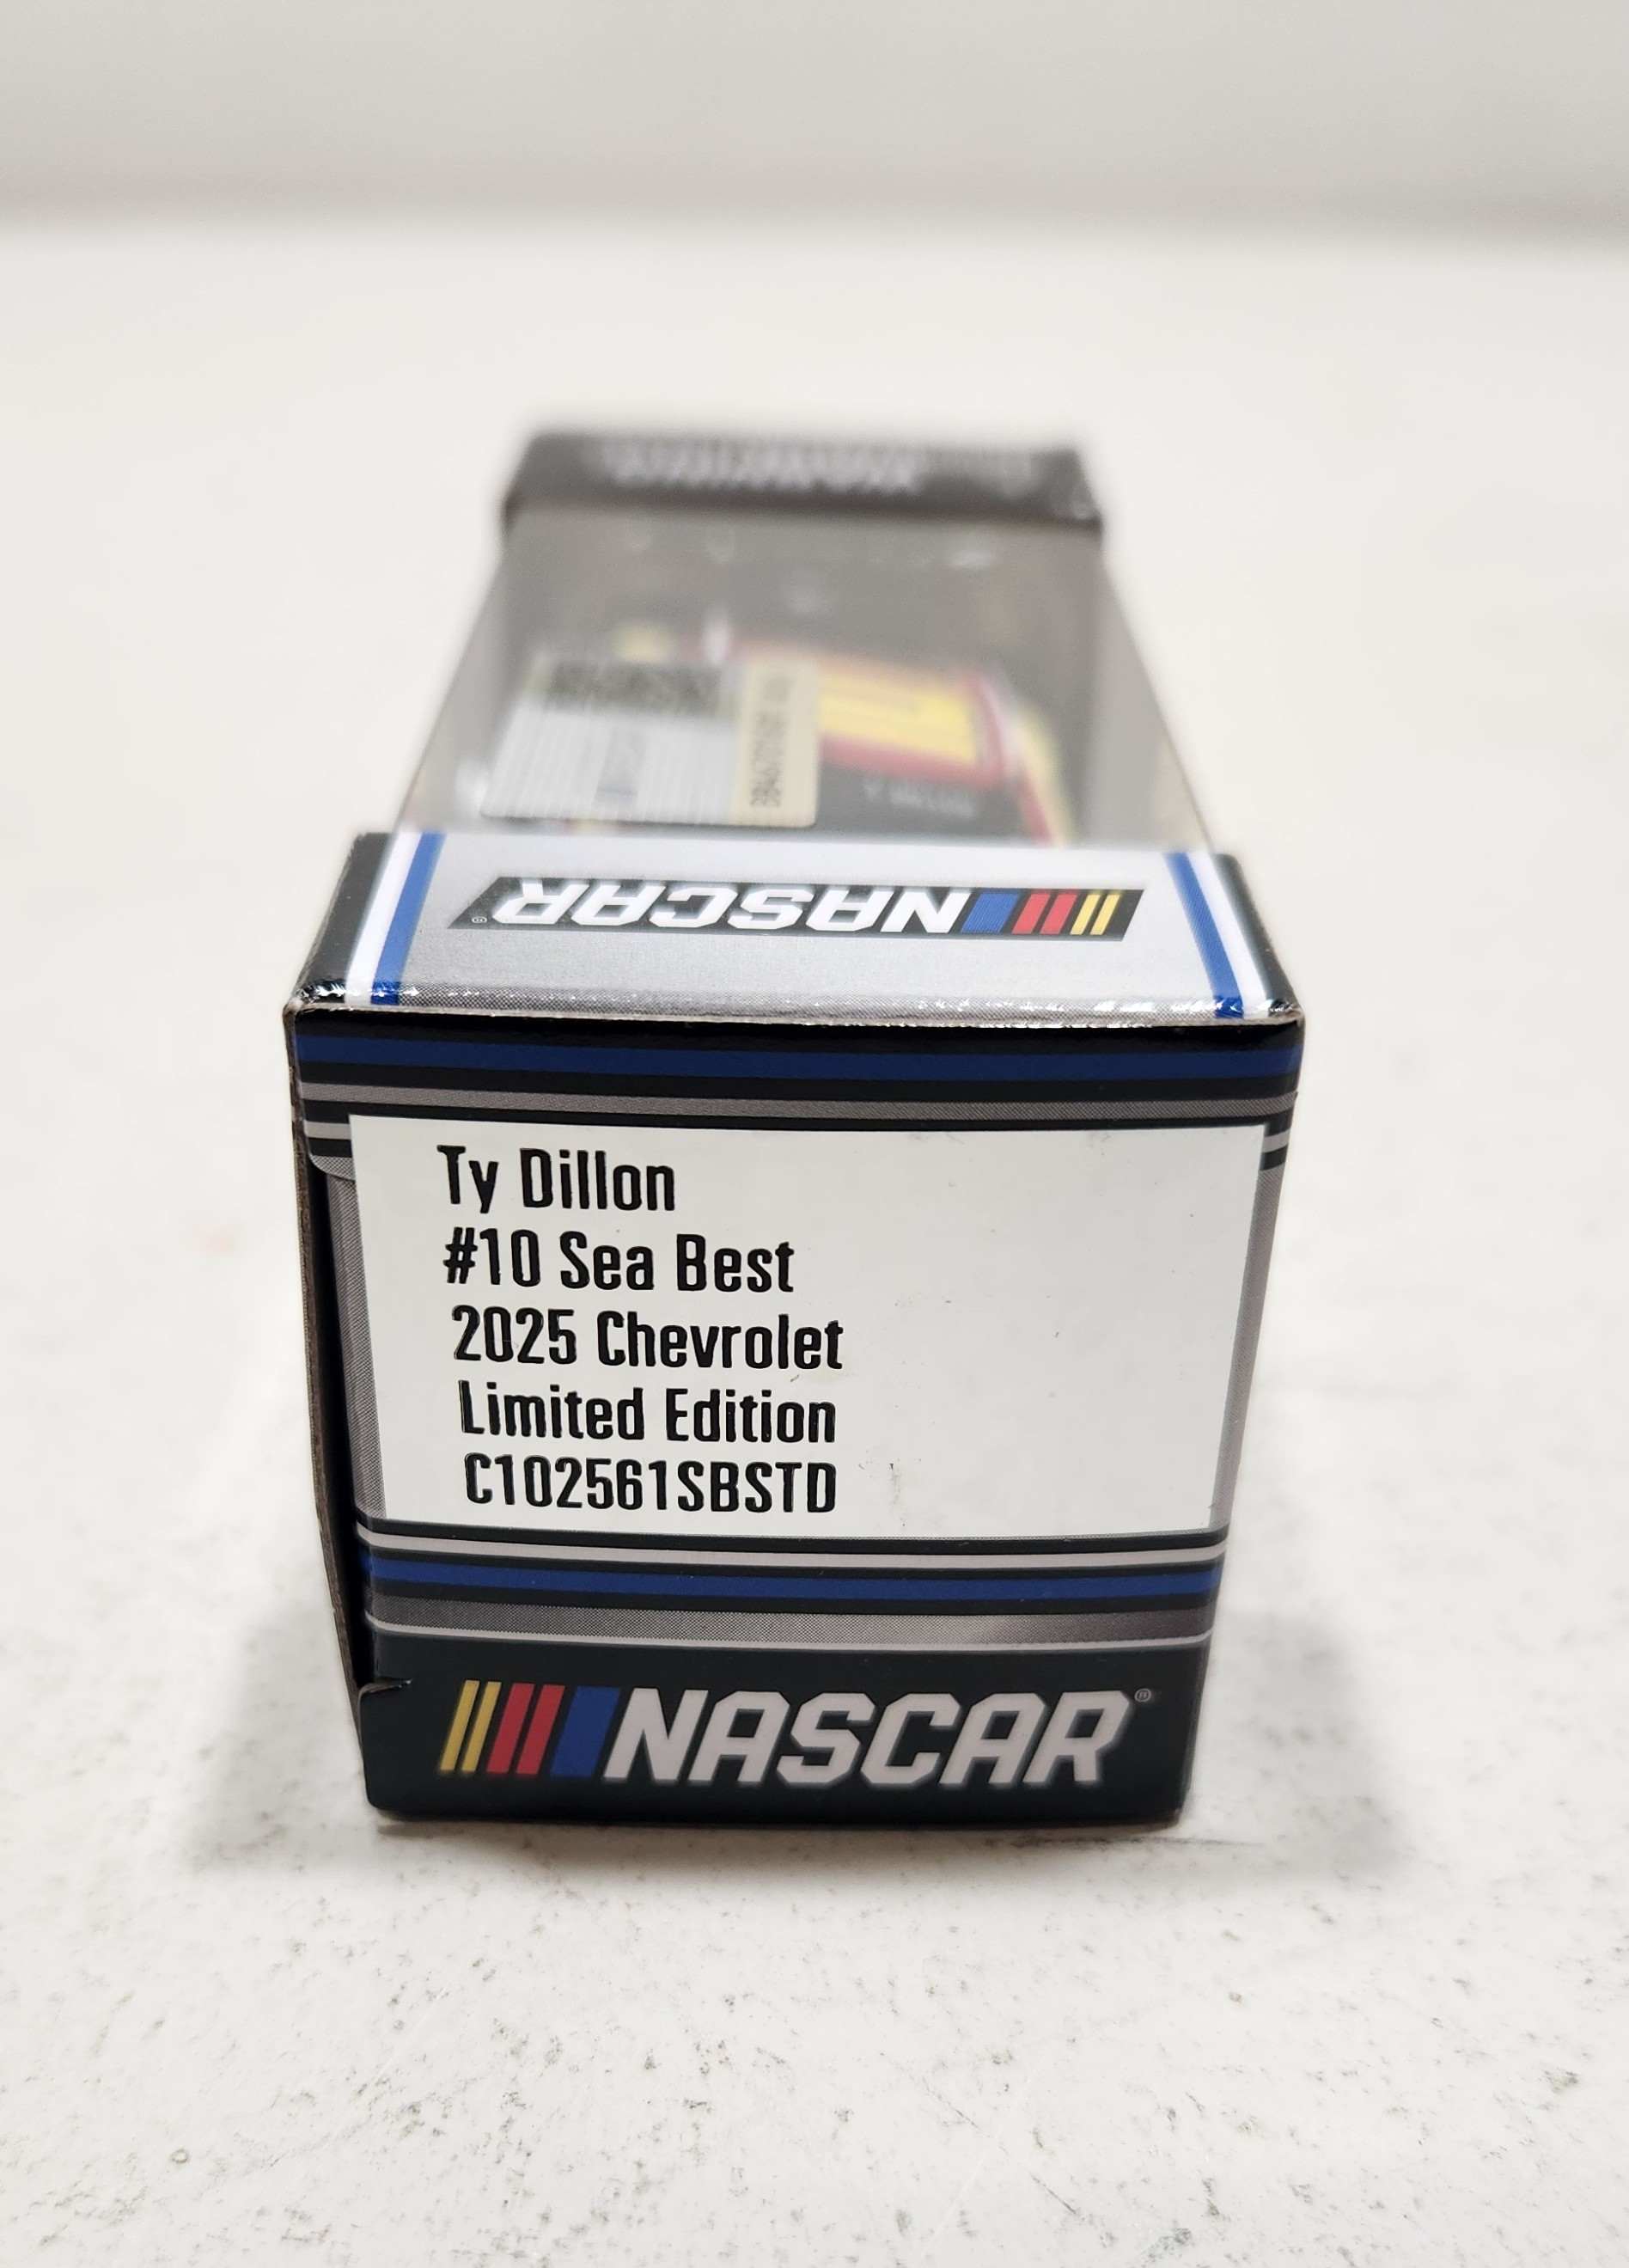 NASCAR®
Ty Dillon
#10 Sea Best
2025 Chevrolet
Limited Edition
C102561SBSTD
NASCAR®